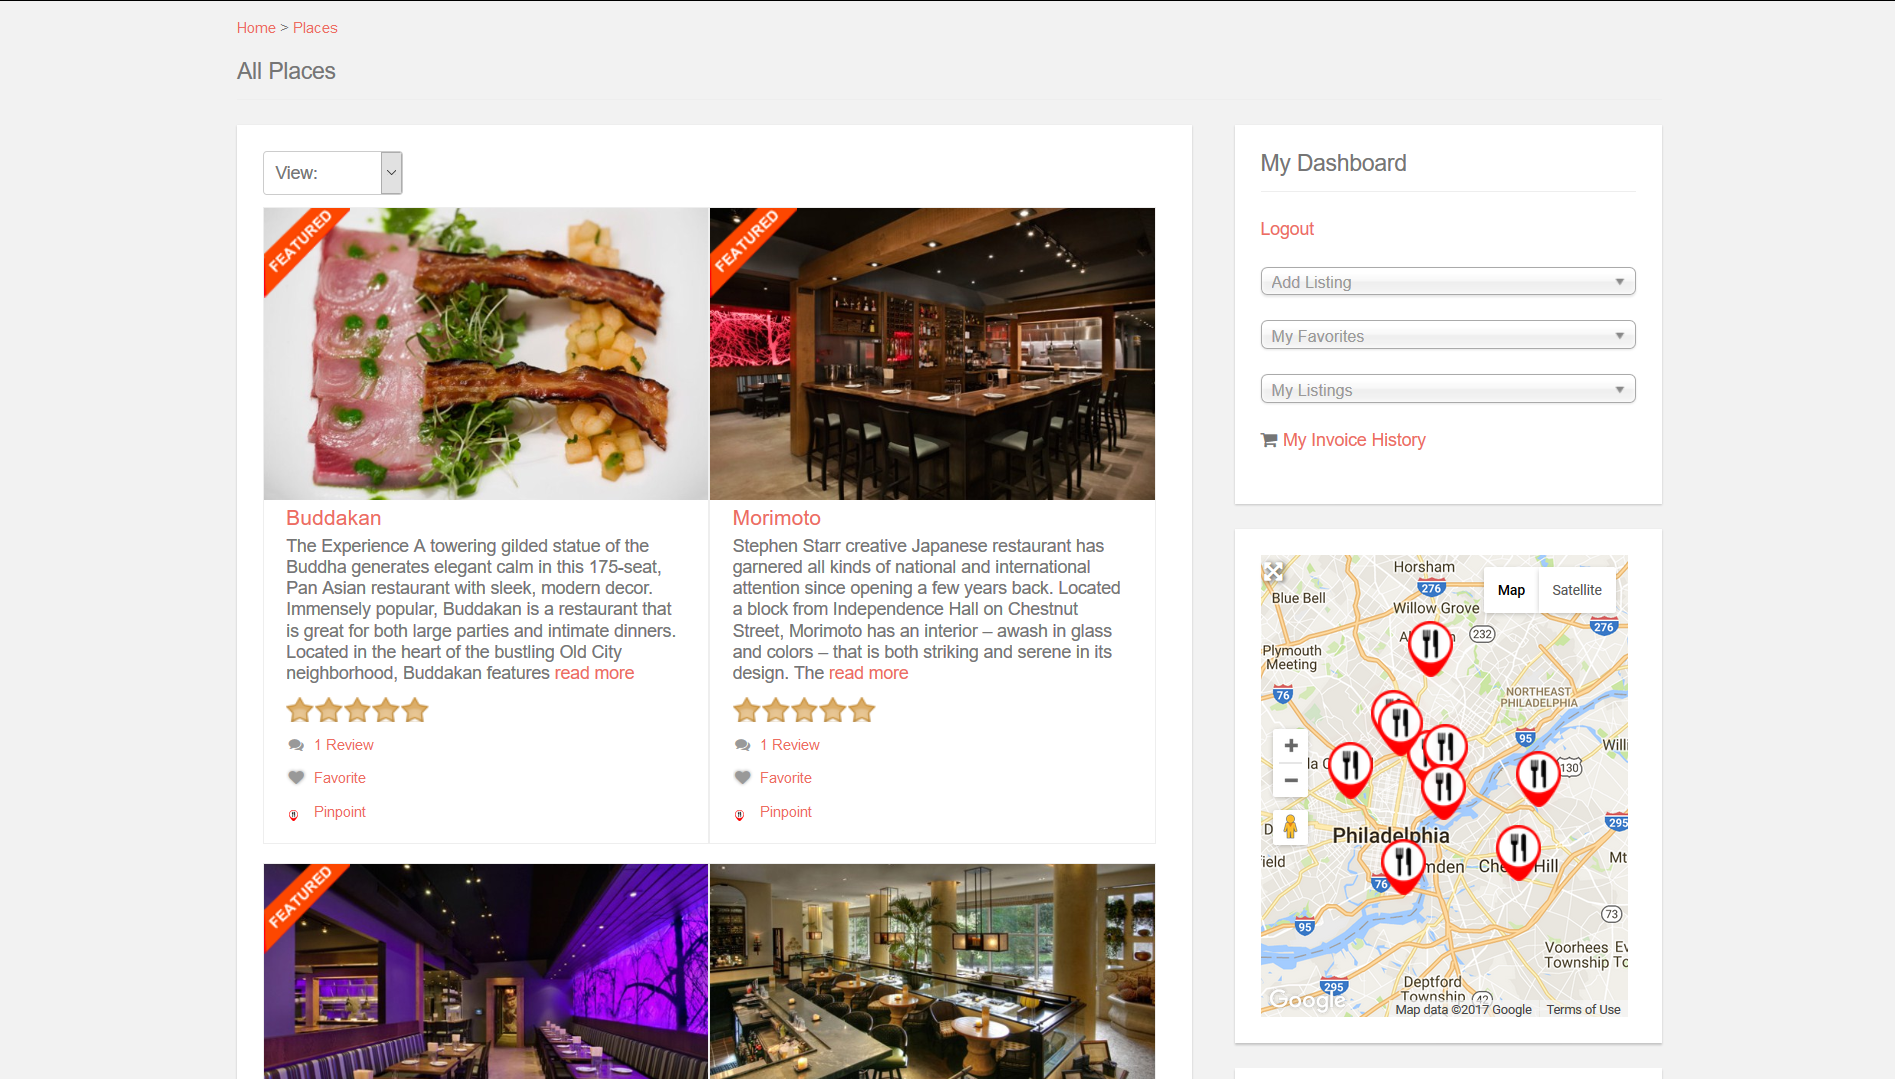 Home > Places
All Places
View:
FEATURED
FEATURED
Buddakan
The Experience A towering gilded statue of the
Buddha generates elegant calm in this 175-seat,
Pan Asian restaurant with sleek, modern decor.
Immensely popular, Buddakan is a restaurant that
is great for both large parties and intimate dinners.
Located in the heart of the bustling Old City
neighborhood, Buddakan features read more
1 Review
Favorite
Pinpoint
Morimoto
Stephen Starr creative Japanese restaurant has
garnered all kinds of national and international
attention since opening a few years back. Located
a block from Independence Hall on Chestnut
Street, Morimoto has an interior – awash in glass
and colors – that is both striking and serene in its
design. The read more
1 Review
Favorite
Pinpoint
FEATURED
My Dashboard
Logout
Add Listing
My Favorites
My Listings
My Invoice History
Horsham
276
Map
Satellite
Blue Bell
Willow Grove
276
232
Plymouth
Meeting
76
NORTHEAST
PHILADELPHIA
95
Willi
130
295
Philadelphia
Mt
76
95
73
Voorhees
Township
Deptford
Township
295
42
Google
Map data ©2017 Google
Terms of Use